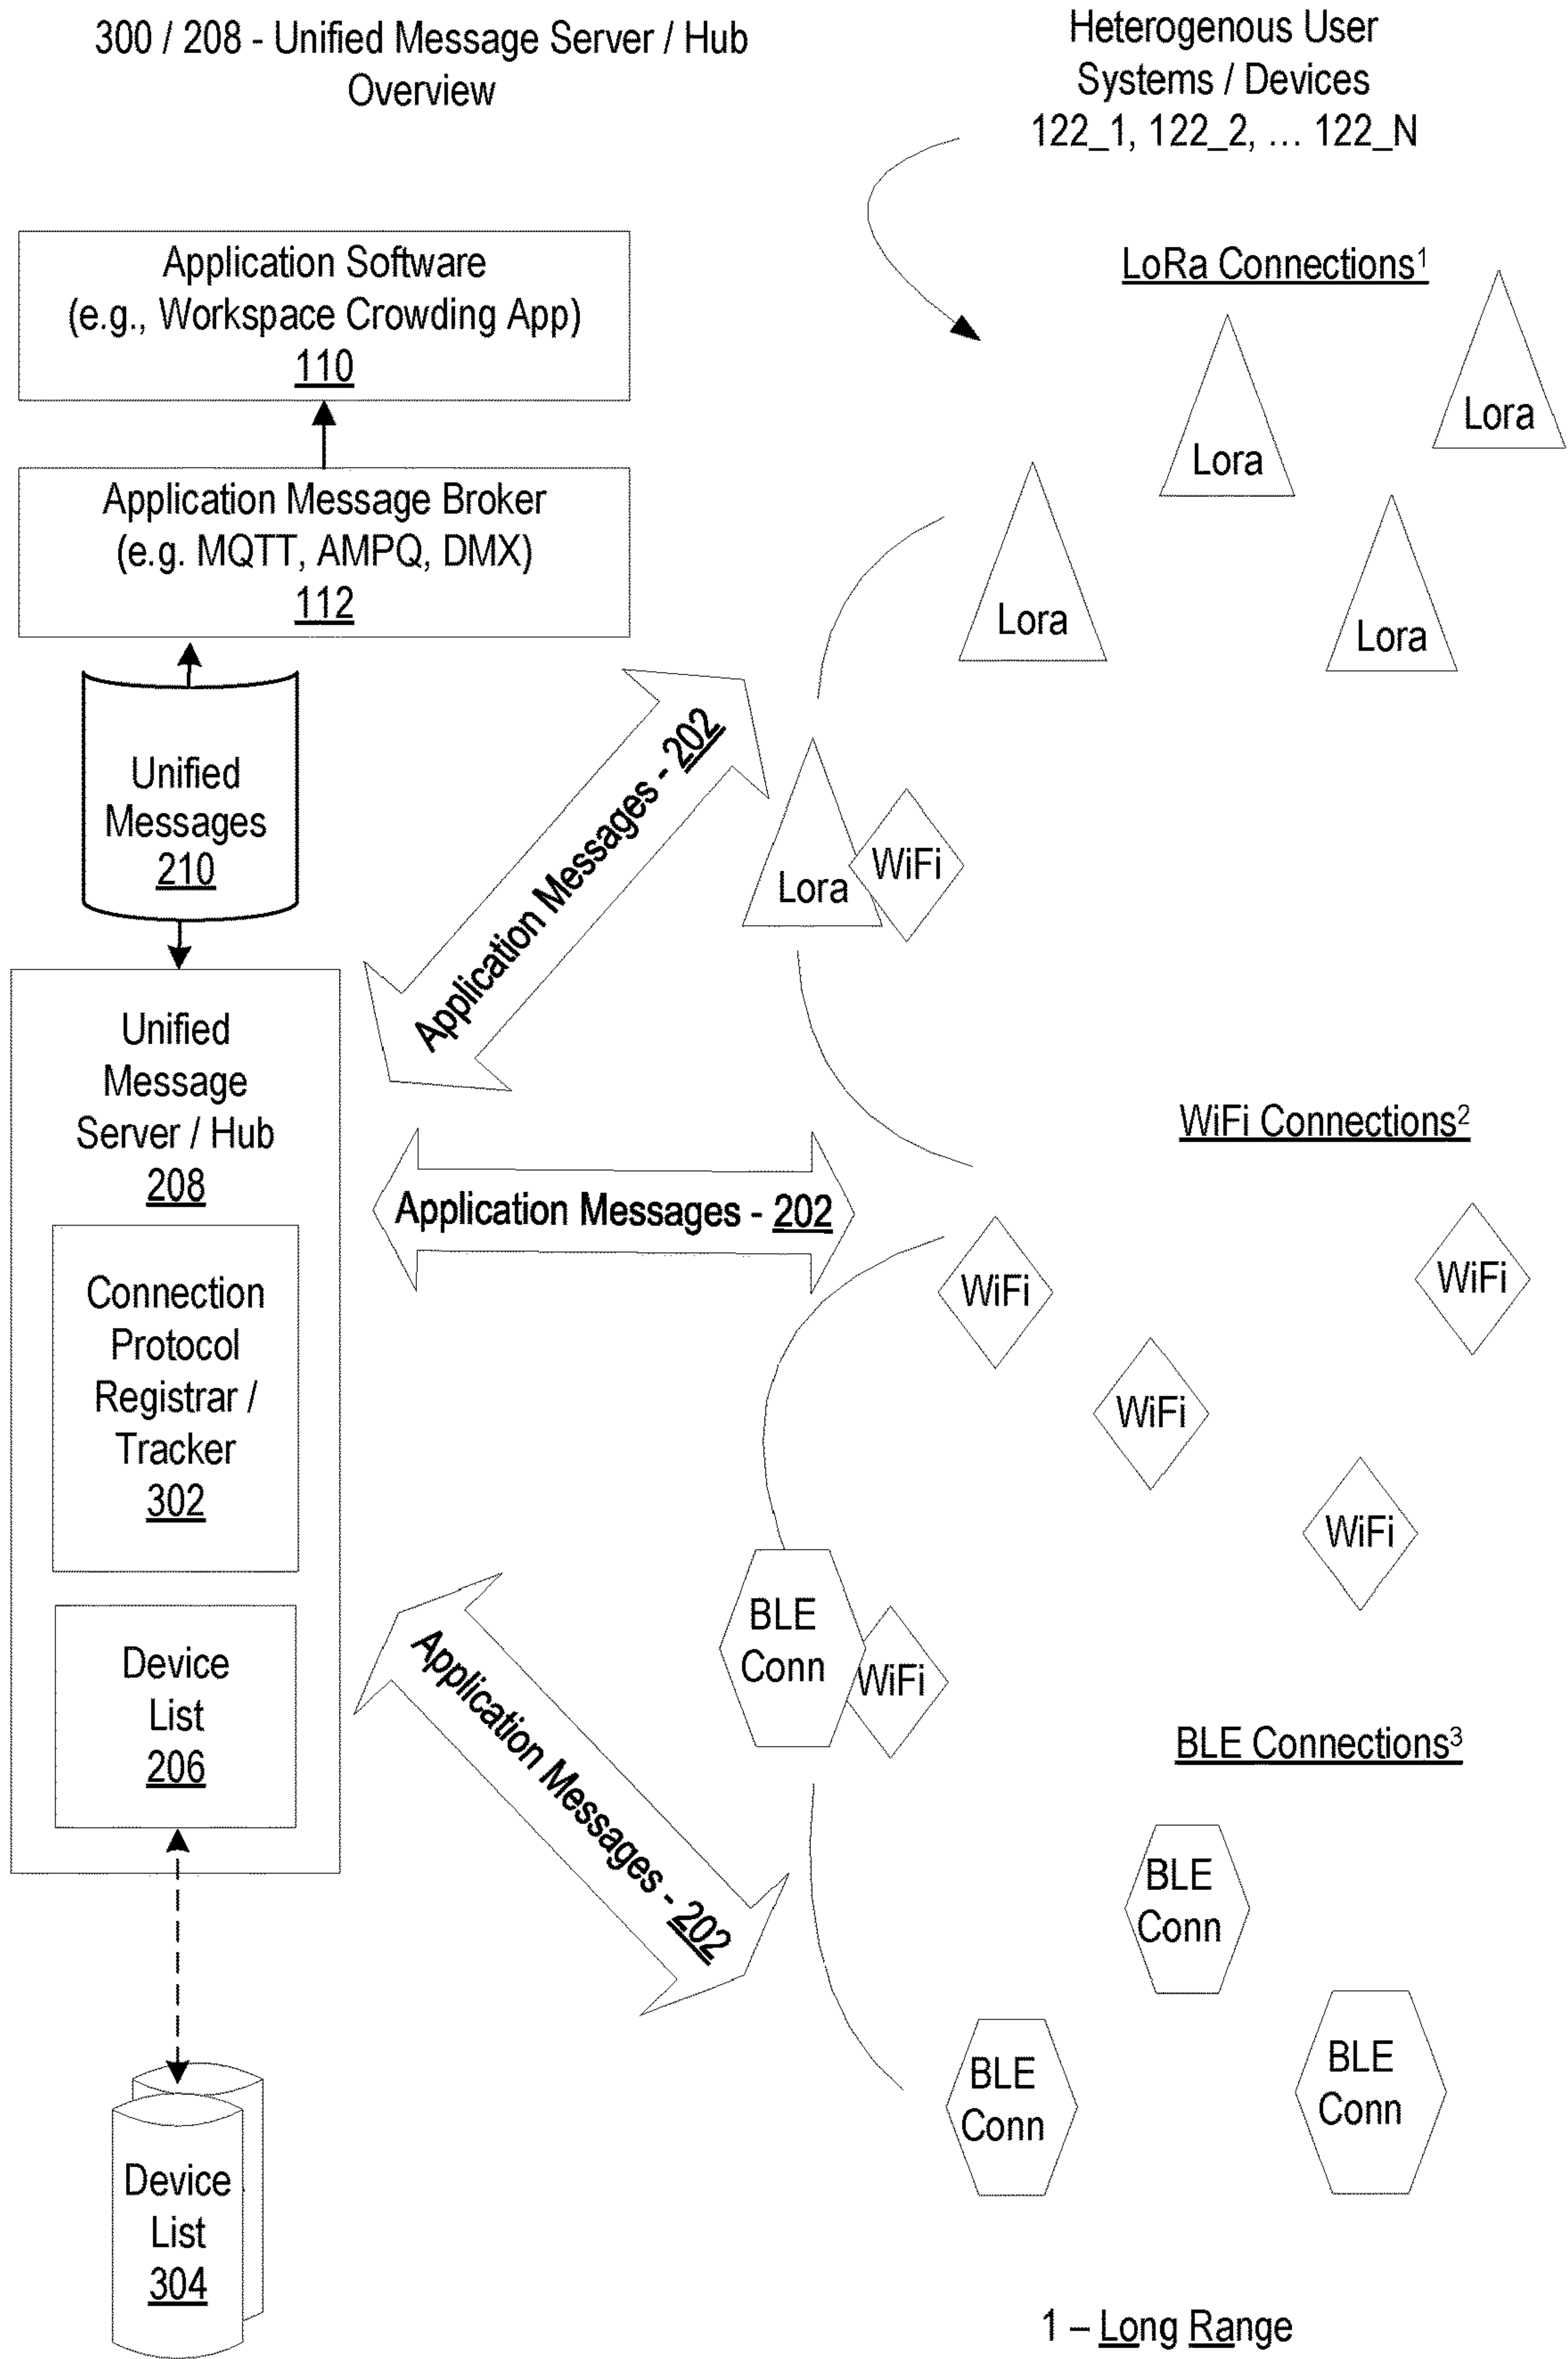 300 / 208 - Unified Message Server / Hub
Overview
Heterogenous User
Systems / Devices
122_1, 122_2, … 122_N
Application Software
(e.g., Workspace Crowding App)
110
Application Message Broker
(e.g. MQTT, AMPQ, DMX)
112
Unified
Messages
210
Unified
Message
Server / Hub
208
Connection
Protocol
Registrar /
Tracker
302
Device
List
206
Device
List
304
Application Messages - 202
Application Messages - 202
Application Messages - 202
LoRa Connections¹
Lora
Lora
Lora
Lora
Lora
WiFi
WiFi Connections²
WiFi
WiFi
WiFi
WiFi
BLE
Conn
WiFi
BLE Connections³
BLE
Conn
BLE
Conn
BLE
Conn
1 – Long Range